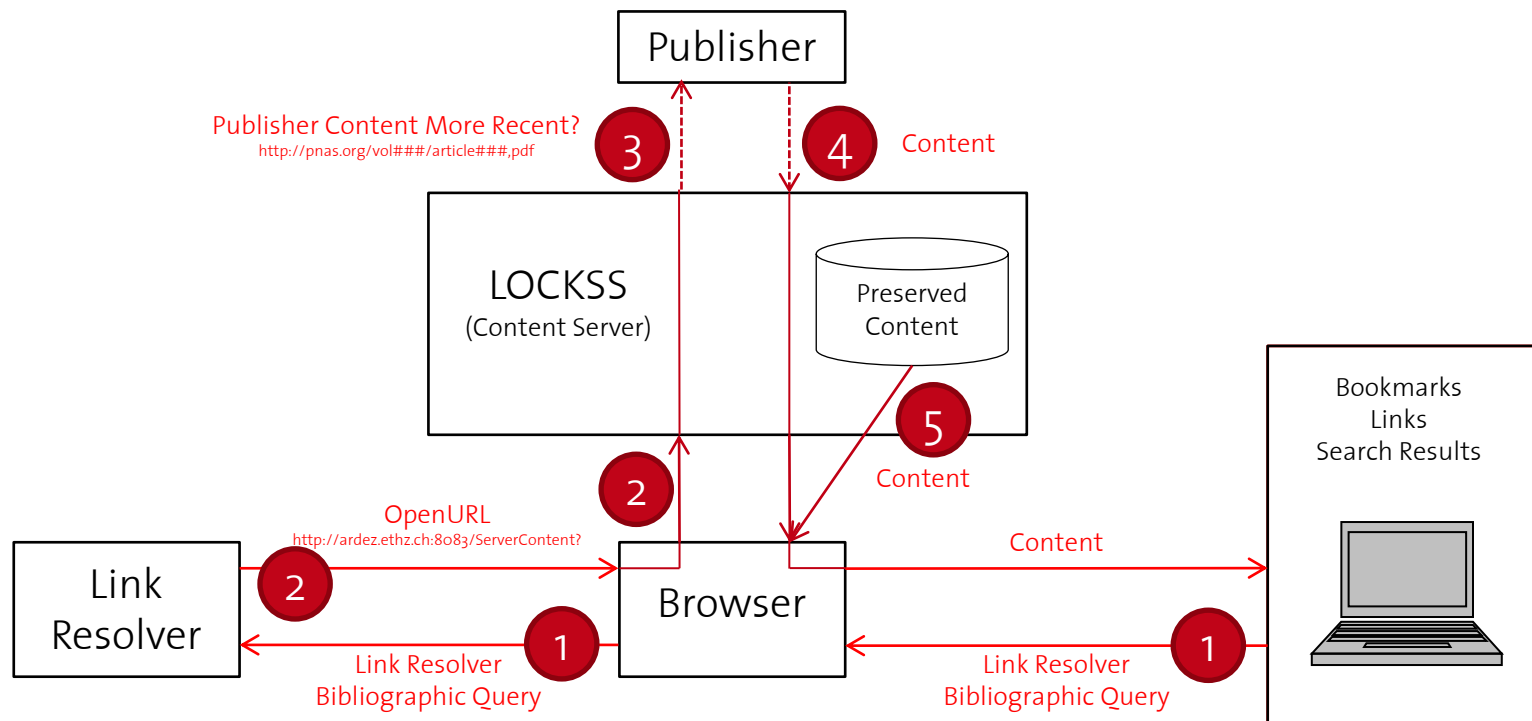 Publisher
Publisher Content More Recent?
http://pnas.org/vol###/article###,pdf
3
4
Content
LOCKSS
(Content Server)
Preserved
Content
5
Content
Bookmarks
Links
Search Results
2
OpenURL
http://ardez.ethz.ch:8083/ServerContent?
Link
Resolver
2
Browser
Content
1
Link Resolver
Bibliographic Query
1
Link Resolver
Bibliographic Query